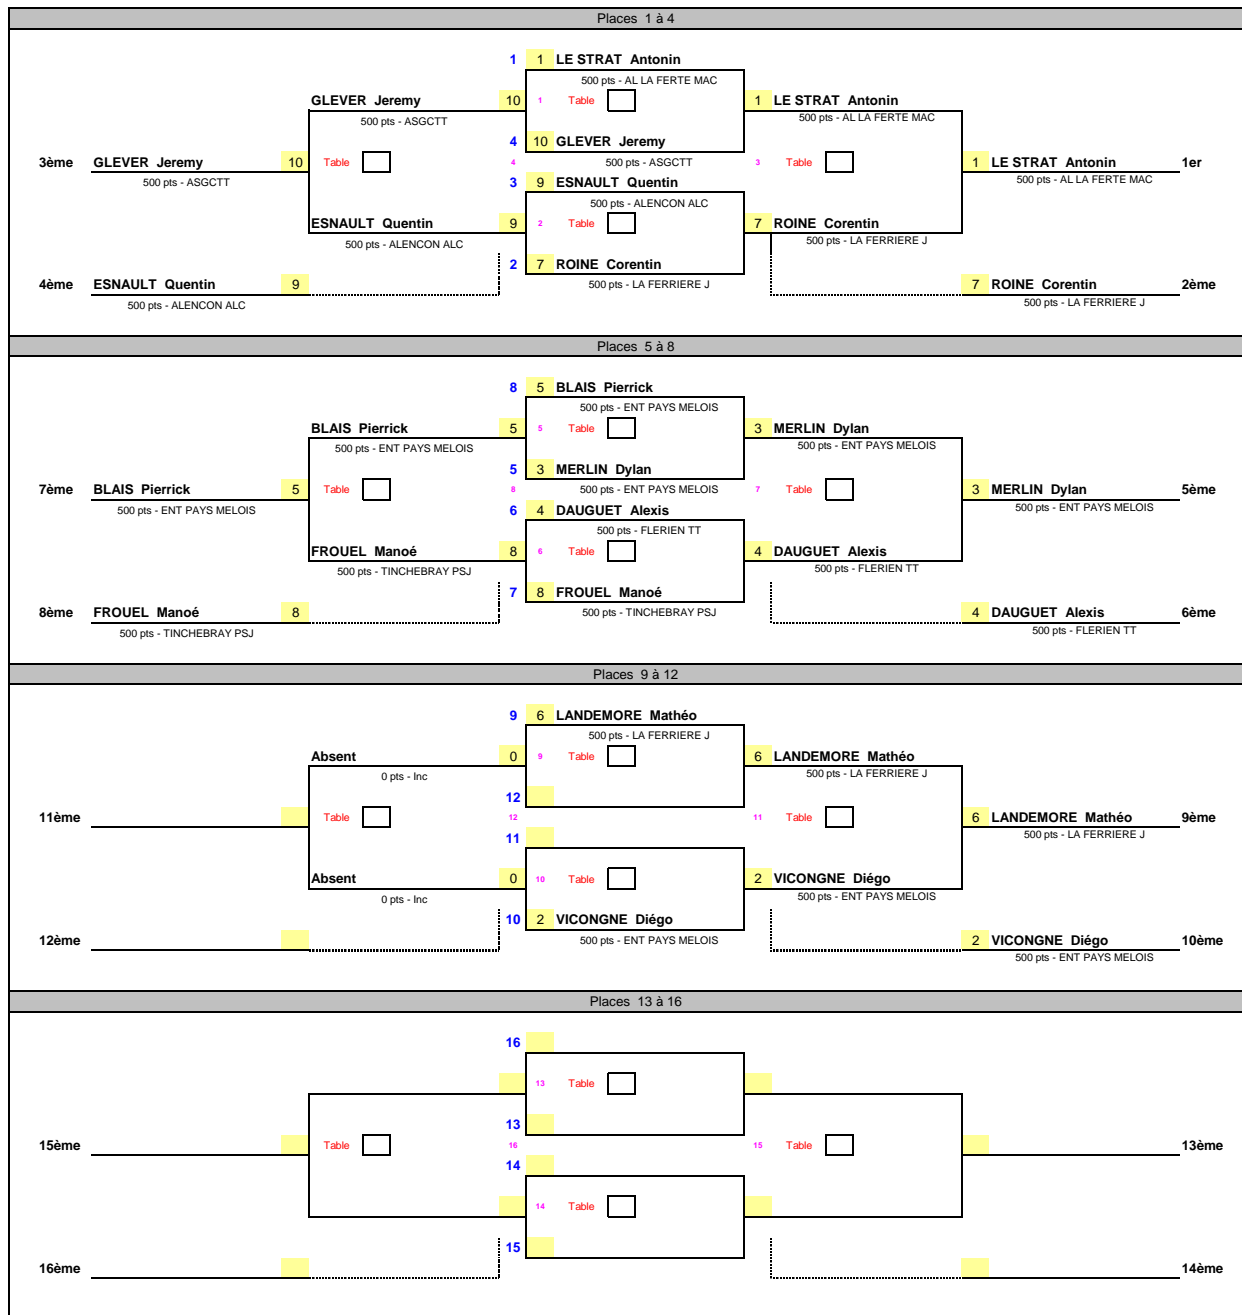 Places 1 à 4
1 1 LE STRAT Antonin
500 pts - AL LA FERTE MAC
GLEVER Jeremy 10 1 Table 1 LE STRAT Antonin
500 pts - ASGCTT 500 pts - AL LA FERTE MAC
4 10 GLEVER Jeremy
3ème GLEVER Jeremy 10 Table 4 500 pts - ASGCTT 3 Table 1 LE STRAT Antonin 1er
500 pts - ASGCTT 3 9 ESNAULT Quentin 500 pts - AL LA FERTE MAC
500 pts - ALENCON ALC
ESNAULT Quentin 9 2 Table 7 ROINE Corentin
500 pts - ALENCON ALC 500 pts - LA FERRIERE J
2 7 ROINE Corentin
4ème ESNAULT Quentin 9 500 pts - LA FERRIERE J 7 ROINE Corentin 2ème
500 pts - ALENCON ALC 500 pts - LA FERRIERE J
Places 5 à 8
8 5 BLAIS Pierrick
500 pts - ENT PAYS MELOIS
BLAIS Pierrick 5 5 Table 3 MERLIN Dylan
500 pts - ENT PAYS MELOIS 500 pts - ENT PAYS MELOIS
5 3 MERLIN Dylan
7ème BLAIS Pierrick 5 Table 8 500 pts - ENT PAYS MELOIS 7 Table 3 MERLIN Dylan 5ème
500 pts - ENT PAYS MELOIS 6 4 DAUGUET Alexis 500 pts - ENT PAYS MELOIS
500 pts - FLERIEN TT
FROUEL Manoé 8 6 Table 4 DAUGUET Alexis
500 pts - TINCHEBRAY PSJ 500 pts - FLERIEN TT
7 8 FROUEL Manoé
8ème FROUEL Manoé 8 500 pts - TINCHEBRAY PSJ 4 DAUGUET Alexis 6ème
500 pts - TINCHEBRAY PSJ 500 pts - FLERIEN TT
Places 9 à 12
9 6 LANDEMORE Mathéo
500 pts - LA FERRIERE J
Absent 0 9 Table 6 LANDEMORE Mathéo
0 pts - Inc 500 pts - LA FERRIERE J
12
11ème Table 12 11 Table 6 LANDEMORE Mathéo 9ème
11 500 pts - LA FERRIERE J
Absent 0 10 Table 2 VICONGNE Diégo
0 pts - Inc 500 pts - ENT PAYS MELOIS
10 2 VICONGNE Diégo
12ème 500 pts - ENT PAYS MELOIS 2 VICONGNE Diégo 10ème
500 pts - ENT PAYS MELOIS
Places 13 à 16
16
13 Table
13
15ème Table 16 15 Table 13ème
14
14 Table
15
16ème 14ème